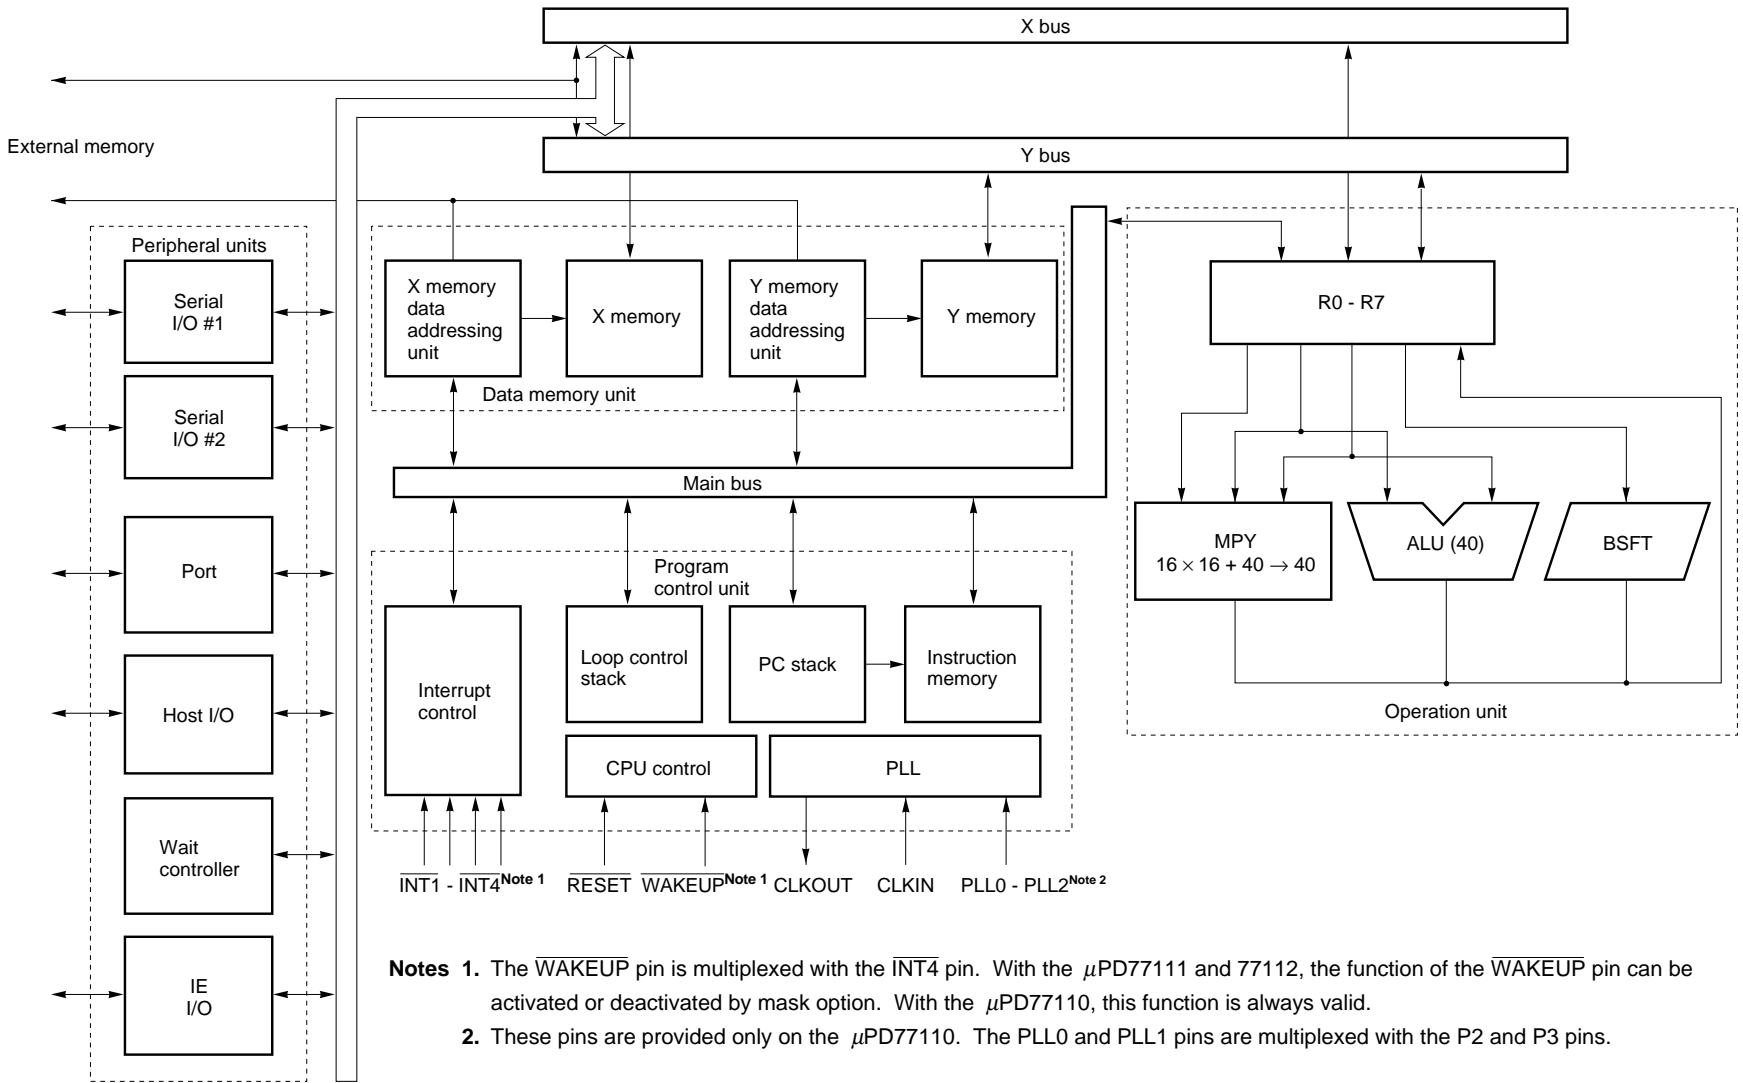 X bus
External memory
Y bus
Peripheral units
Serial
I/O #1
X memory
data
addressing
unit
X memory
Y memory
data
addressing
unit
Y memory
R0 - R7
Data memory unit
Serial
I/O #2
Main bus
MPY
16 × 16 + 40 → 40
ALU (40)
BSFT
Port
Program
control unit
Interrupt
control
Loop control
stack
PC stack
Instruction
memory
Host I/O
Operation unit
CPU control
PLL
Wait
controller
INT1 - INT4 Note 1
RESET
WAKEUP Note 1
CLKOUT
CLKIN
PLL0 - PLL2 Note 2
IE
I/O
Notes 1. The WAKEUP pin is multiplexed with the INT4 pin. With the μPD77111 and 77112, the function of the WAKEUP pin can be
activated or deactivated by mask option. With the μPD77110, this function is always valid.
2. These pins are provided only on the μPD77110. The PLL0 and PLL1 pins are multiplexed with the P2 and P3 pins.